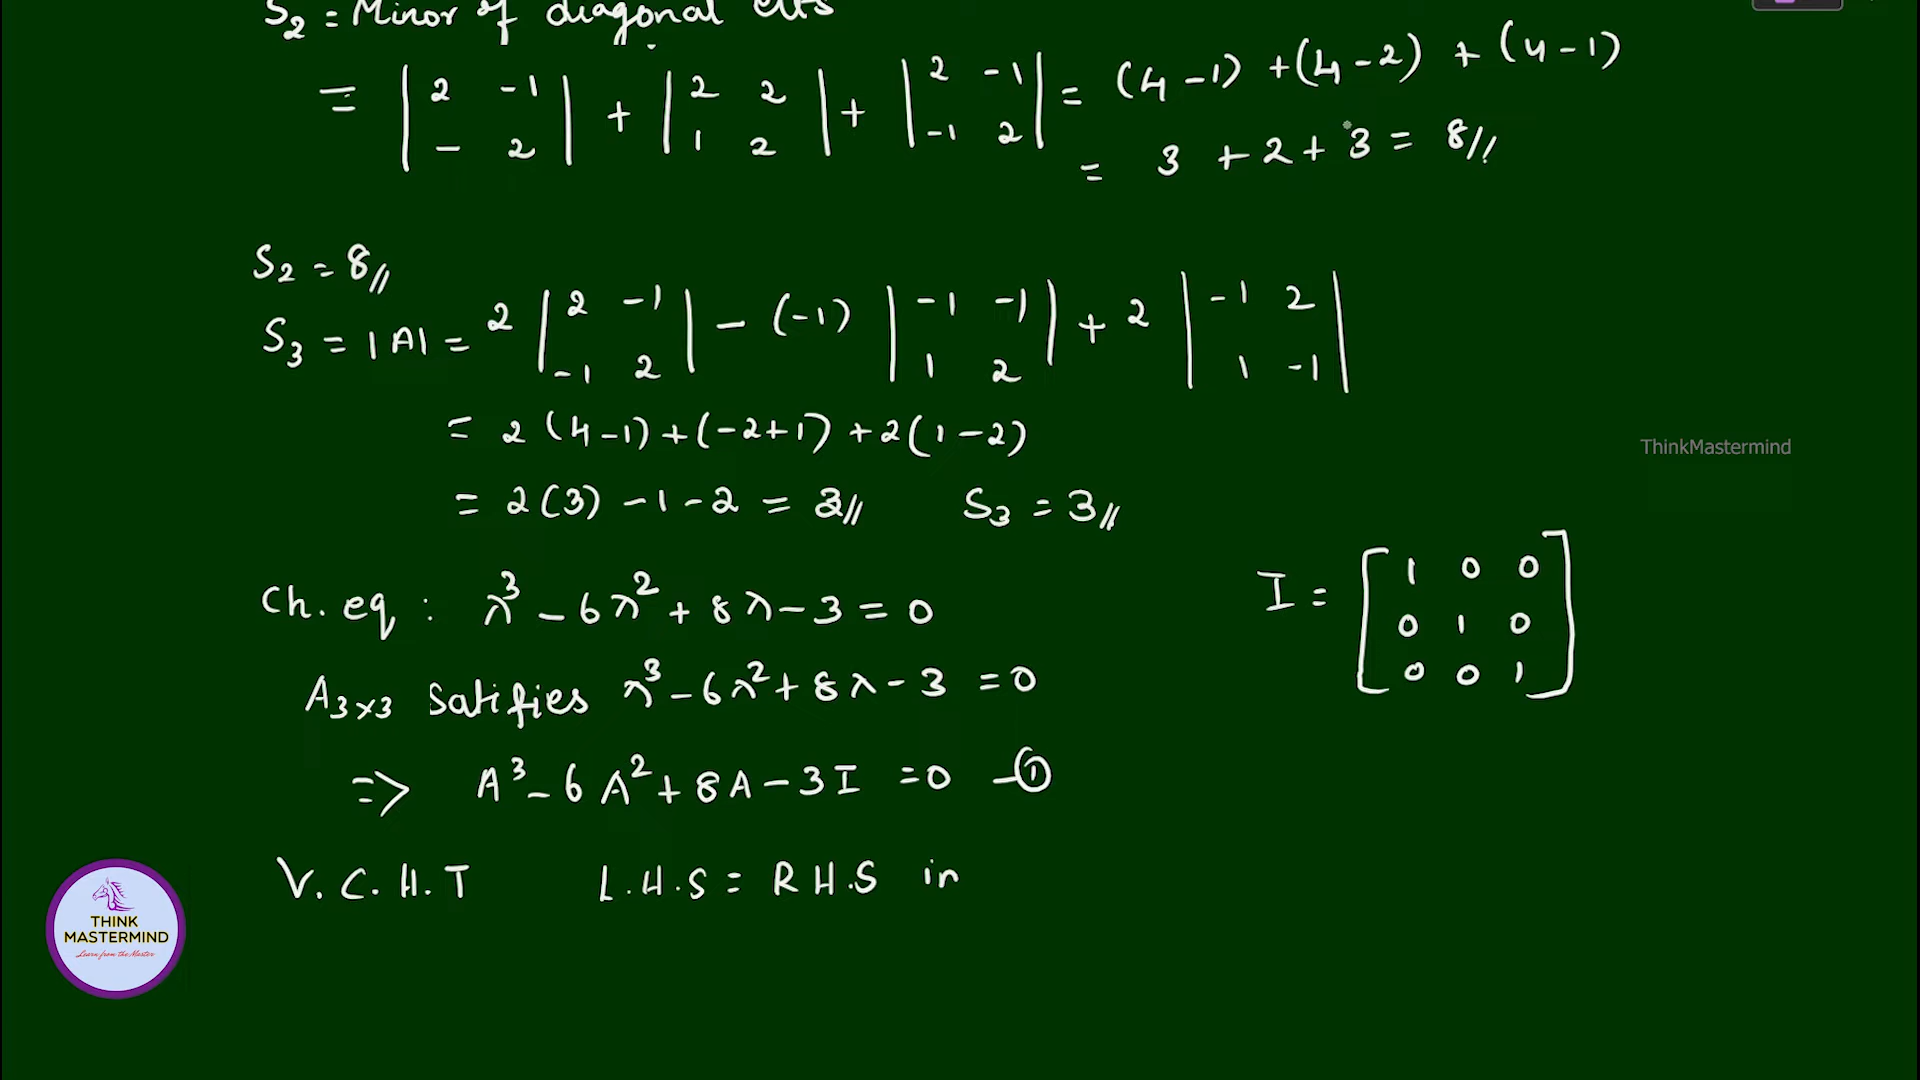 S₂ = Minor of diagonal elts
= | 2 -1 ; - 2 | + | 2 2 ; 1 2 | + | 2 -1 ; -1 2 | = (4-1) + (4-2) + (4-1)
= 3 + 2 + 3 = 8//
S₂ = 8//
S₃ = |A| = 2 | 2 -1 ; -1 2 | - (-1) | -1 -1 ; 1 2 | + 2 | -1 2 ; 1 -1 |
= 2(4-1) + (-2+1) + 2(1-2)
= 2(3) - 1 - 2 = 3// S₃ = 3//
Ch. eq : λ³ - 6λ² + 8λ - 3 = 0
I = [ 1 0 0 ; 0 1 0 ; 0 0 1 ]
A₃ₓ₃ Satifies λ³ - 6λ² + 8λ - 3 = 0
=> A³ - 6A² + 8A - 3I = 0 -①
V. C. H. T L.H.S = R H.S in
ThinkMastermind
THINK
MASTERMIND
Learn from the Master